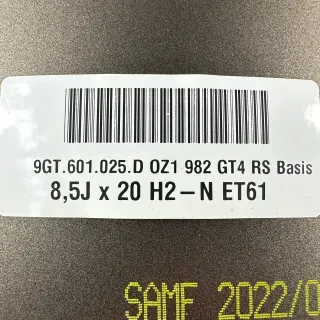 9GT.601.025.D OZ1 982 GT4 RS Basis
8,5J x 20 H2-N ET61
SAMF 2022/0